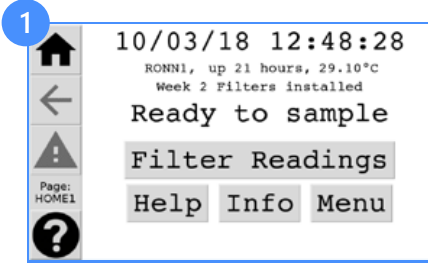 1
10/03/18 12:48:28
RONN1, up 21 hours, 29.10°C
Week 2 Filters installed
Ready to sample
Filter Readings
Page:
HOME1
Help Info Menu
?